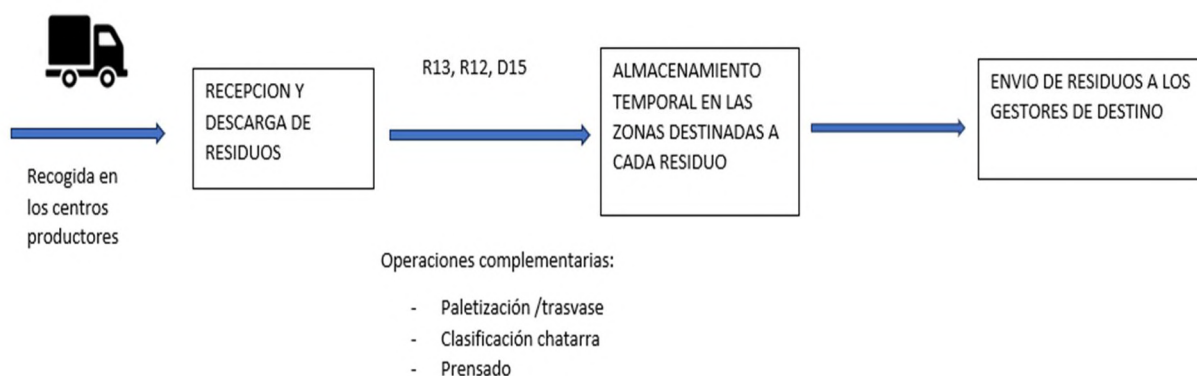 Recogida en
los centros
productores
RECEPCION Y
DESCARGA DE
RESIDUOS
R13, R12, D15
Operaciones complementarias:
- Paletización /trasvase
- Clasificación chatarra
- Prensado
ALMACENAMIENTO
TEMPORAL EN LAS
ZONAS DESTINADAS A
CADA RESIDUO
ENVIO DE RESIDUOS A LOS
GESTORES DE DESTINO